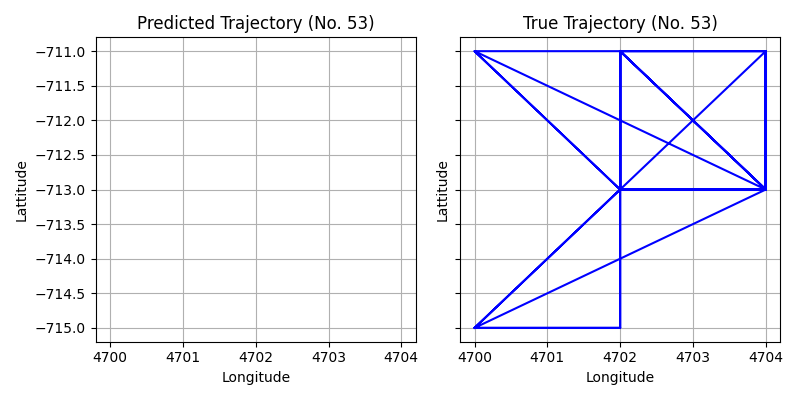 Predicted Trajectory (No. 53)
True Trajectory (No. 53)
−711.0
−711.5
−712.0
−712.5
−713.0
−713.5
−714.0
−714.5
−715.0
Lattitude
Lattitude
4700 4701 4702 4703 4704
4700 4701 4702 4703 4704
Longitude
Longitude